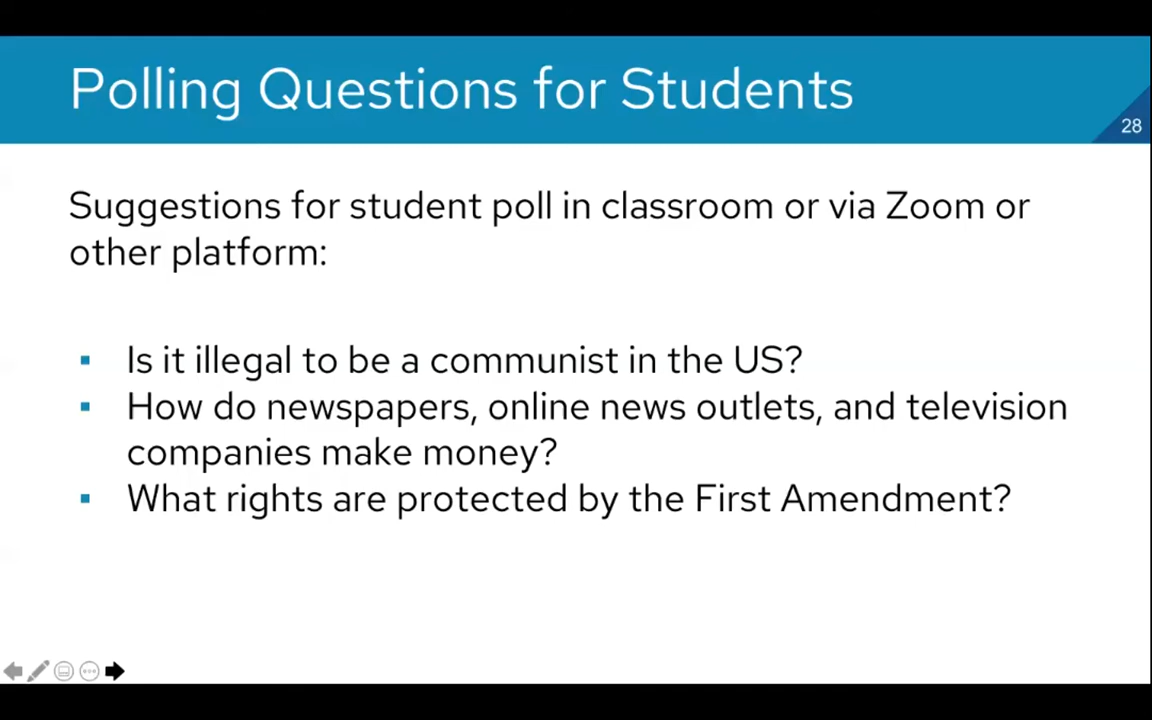 Polling Questions for Students
28
Suggestions for student poll in classroom or via Zoom or
other platform:
▪ Is it illegal to be a communist in the US?
▪ How do newspapers, online news outlets, and television
companies make money?
▪ What rights are protected by the First Amendment?